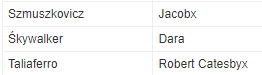 Szmuszkovicz Jacobx
Śkywalker Dara
Taliaferro Robert Catesbyx